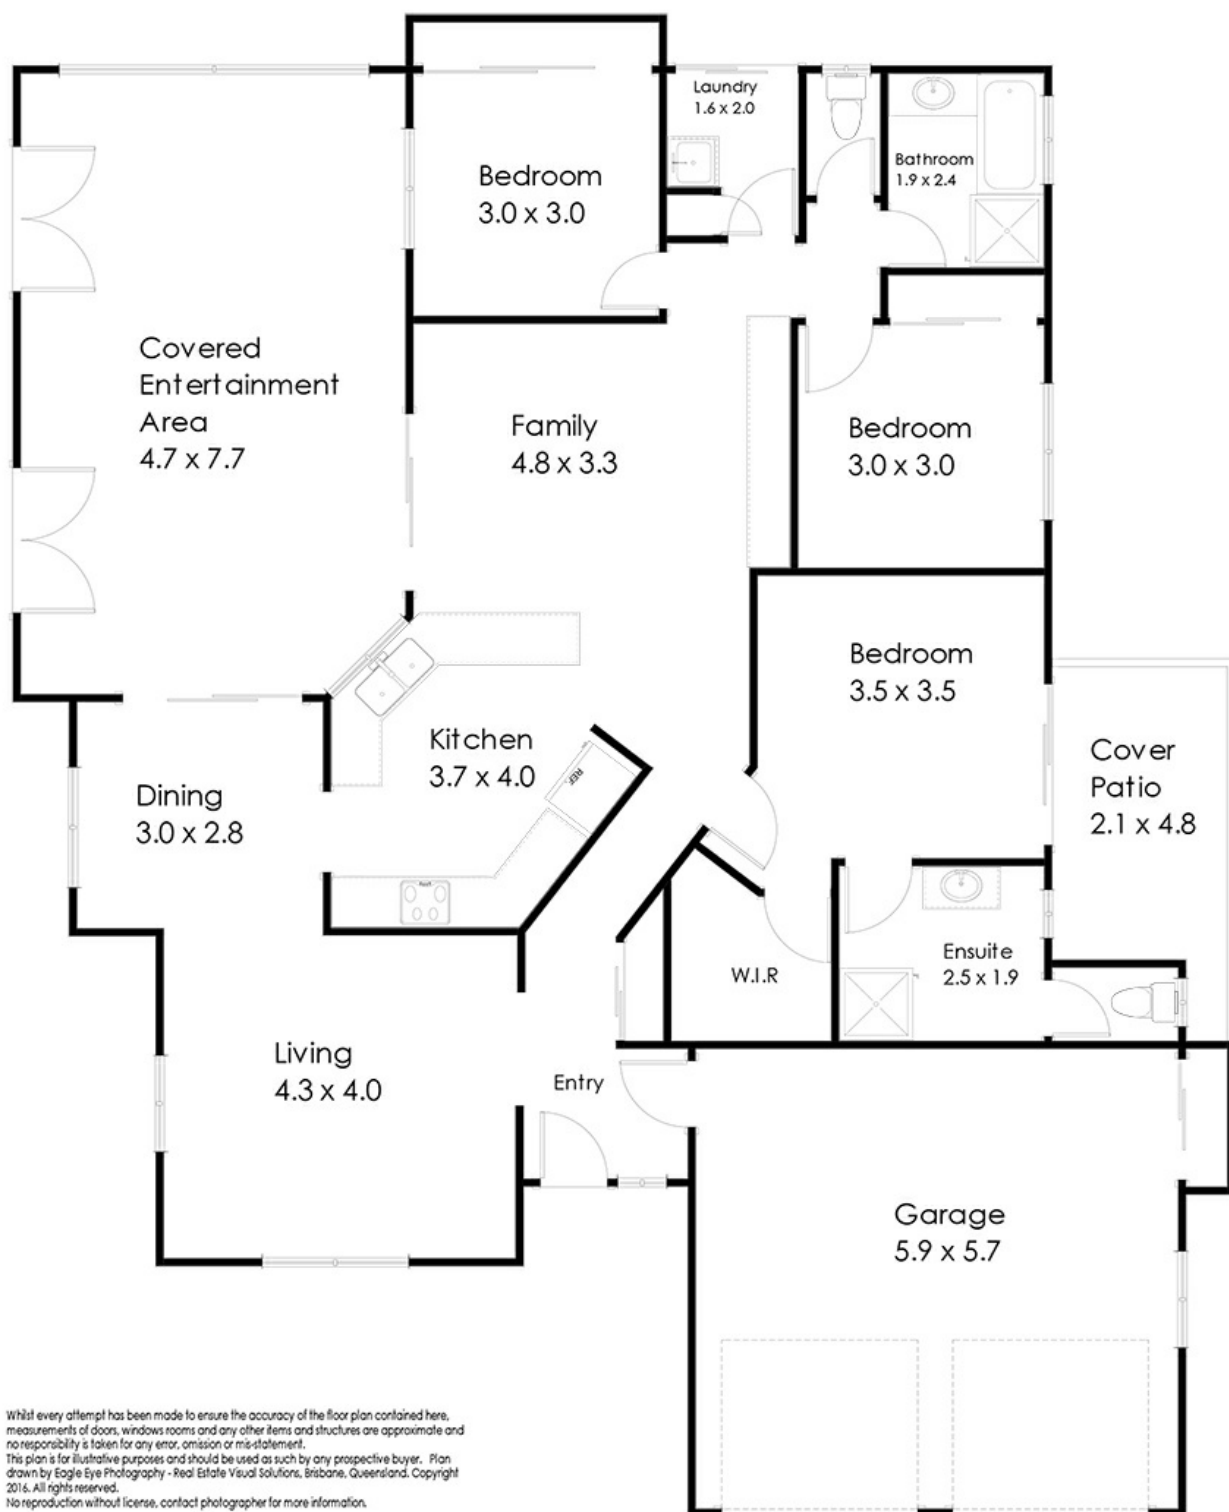 Laundry
1.6 x 2.0
Bathroom
1.9 x 2.4
Bedroom
3.0 x 3.0
Covered
Entertainment
Area
4.7 x 7.7
Family
4.8 x 3.3
Bedroom
3.0 x 3.0
Bedroom
3.5 x 3.5
Kitchen
3.7 x 4.0
REF.
Cover
Patio
2.1 x 4.8
Dining
3.0 x 2.8
Ensuite
2.5 x 1.9
W.I.R
Living
4.3 x 4.0
Entry
Garage
5.9 x 5.7
Whilst every attempt has been made to ensure the accuracy of the floor plan contained here,
measurements of doors, windows rooms and any other items and structures are approximate and
no responsibility is taken for any error, omission or mis-statement.
This plan is for illustrative purposes and should be used as such by any prospective buyer. Plan
drawn by Eagle Eye Photography - Real Estate Visual Solutions, Brisbane, Queensland. Copyright
2016. All rights reserved.
No reproduction without license, contact photographer for more information.